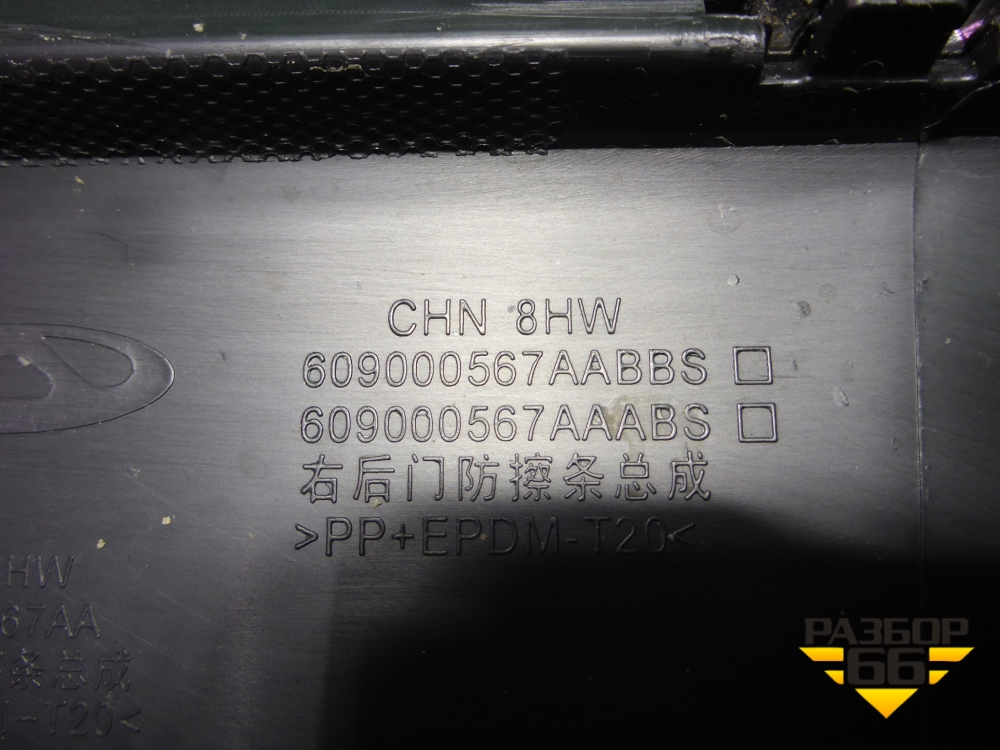 CHN 8HW
609000567AABBS
609000567AAABS
右后门防擦条总成
>PP+EPDM-T20<
HW
67AA
条总成
-T20<
РАЗБОР
66